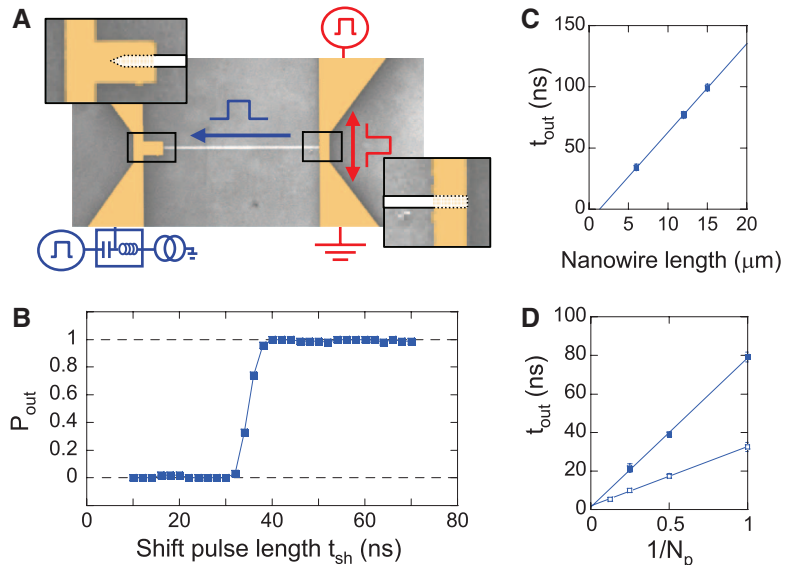 A
B
P_out
1
0.8
0.6
0.4
0.2
0
0 20 40 60 80
Shift pulse length t_sh (ns)
C
t_out (ns)
150
100
50
0
0 5 10 15 20
Nanowire length (μm)
D
t_out (ns)
100
80
60
40
20
0
0 0.5 1
1/N_p